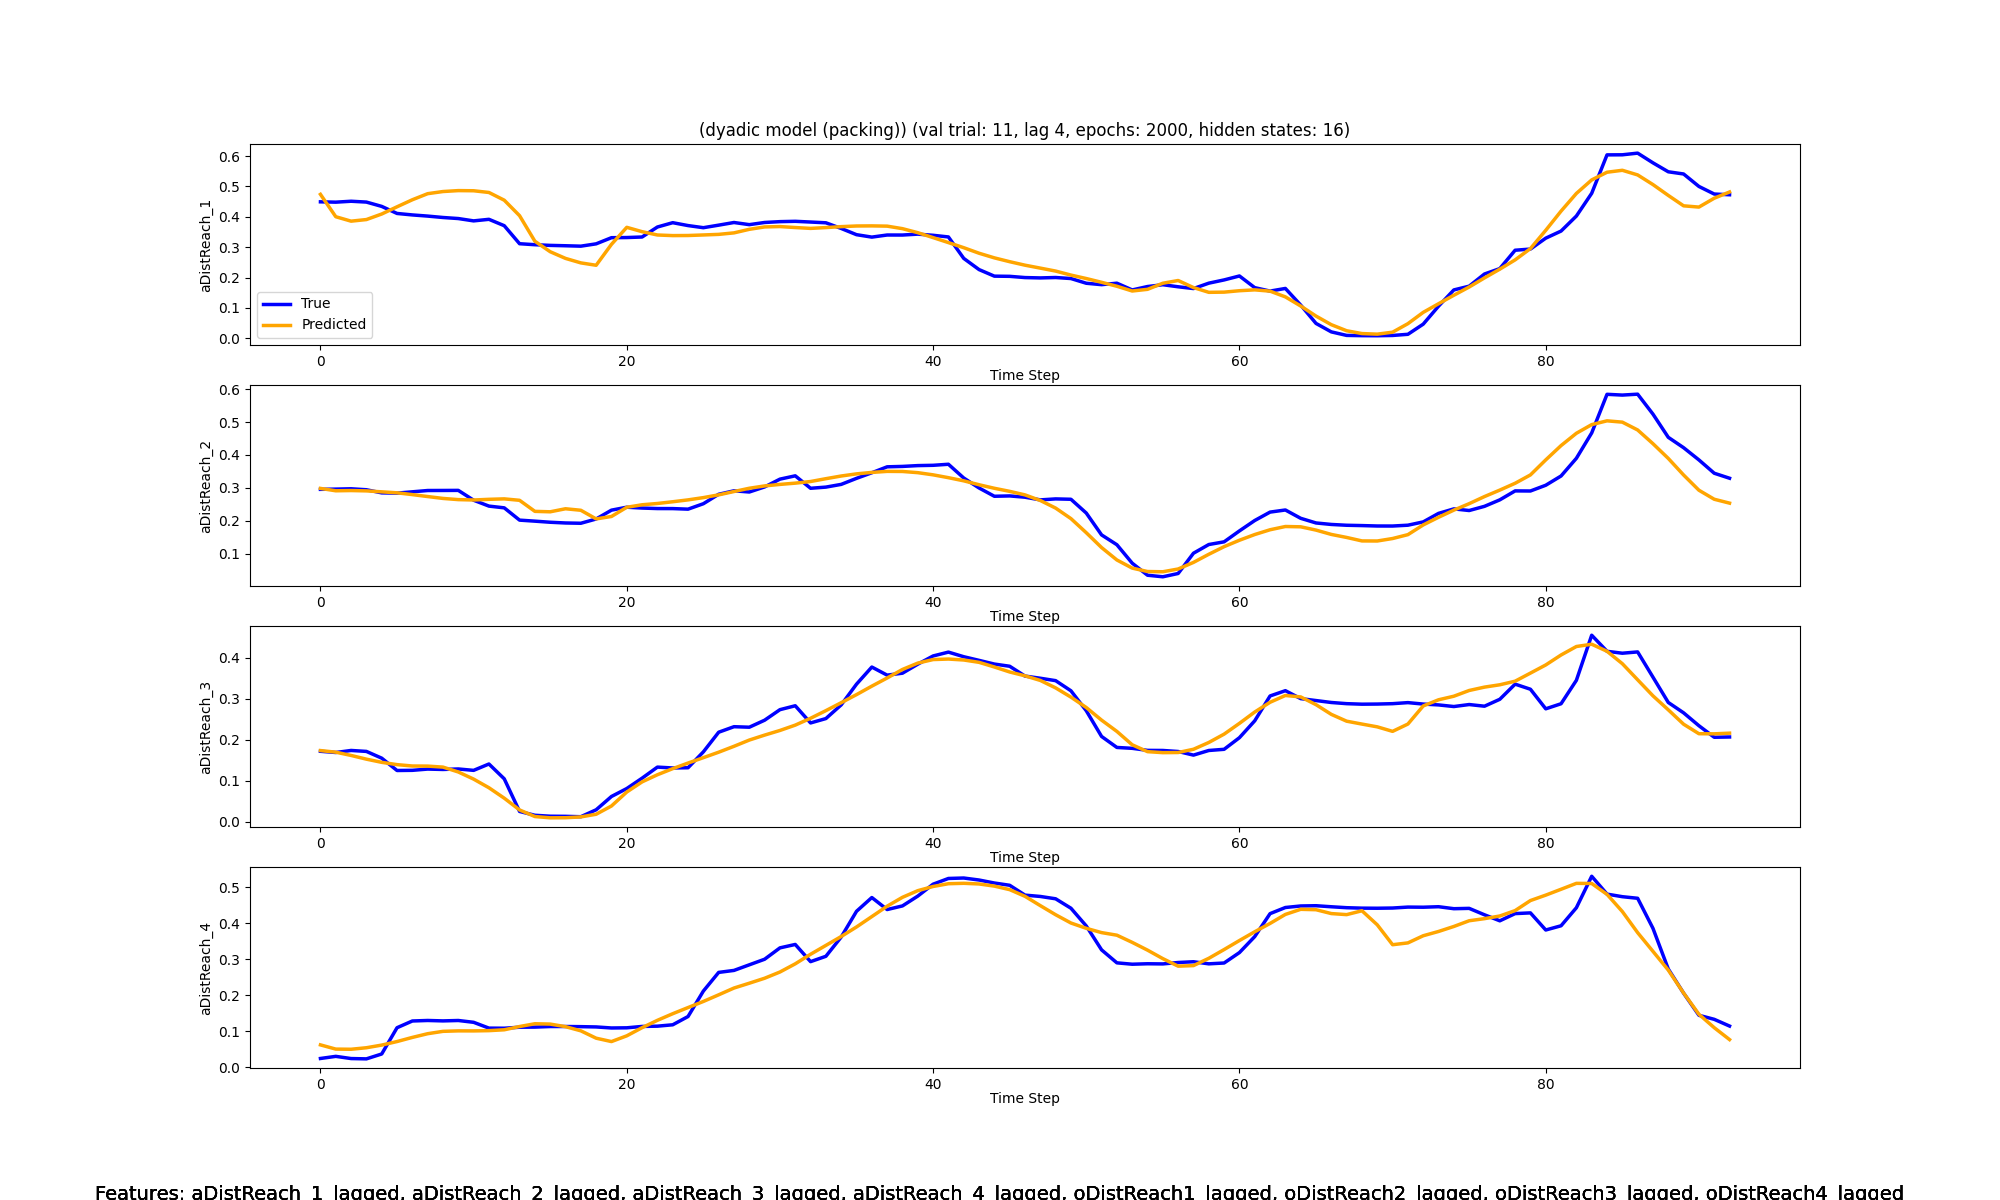 (dyadic model (packing)) (val trial: 11, lag 4, epochs: 2000, hidden states: 16)
0.6
0.5
0.4
0.3
0.2
0.1
0.0
aDistReach_1
True
Predicted
0 20 40 60 80
Time Step
0.6
0.5
0.4
0.3
0.2
0.1
aDistReach_2
0 20 40 60 80
Time Step
0.4
0.3
0.2
0.1
0.0
aDistReach_3
0 20 40 60 80
Time Step
0.5
0.4
0.3
0.2
0.1
0.0
aDistReach_4
0 20 40 60 80
Time Step
Features: aDistReach_1_lagged, aDistReach_2_lagged, aDistReach_3_lagged, aDistReach_4_lagged, oDistReach1_lagged, oDistReach2_lagged, oDistReach3_lagged, oDistReach4_lagged